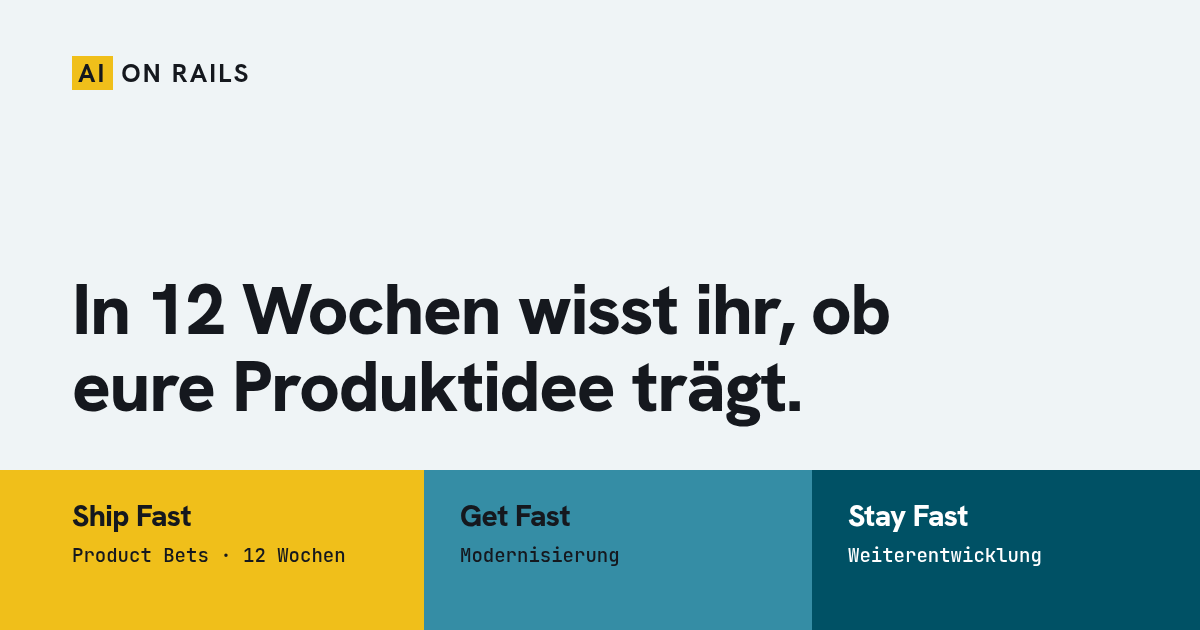 AI ON RAILS
In 12 Wochen wisst ihr, ob
eure Produktidee trägt.
Ship Fast
Product Bets · 12 Wochen
Get Fast
Modernisierung
Stay Fast
Weiterentwicklung